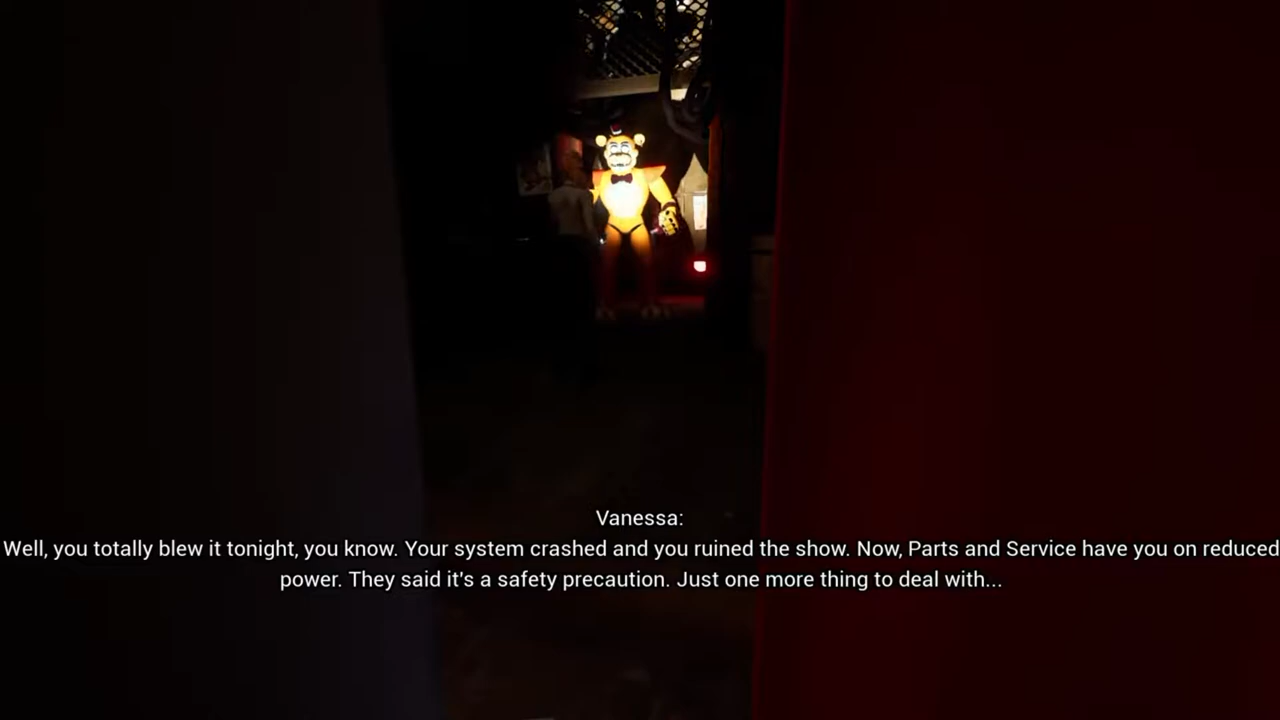 Vanessa:
Well, you totally blew it tonight, you know. Your system crashed and you ruined the show. Now, Parts and Service have you on reduced
power. They said it's a safety precaution. Just one more thing to deal with...